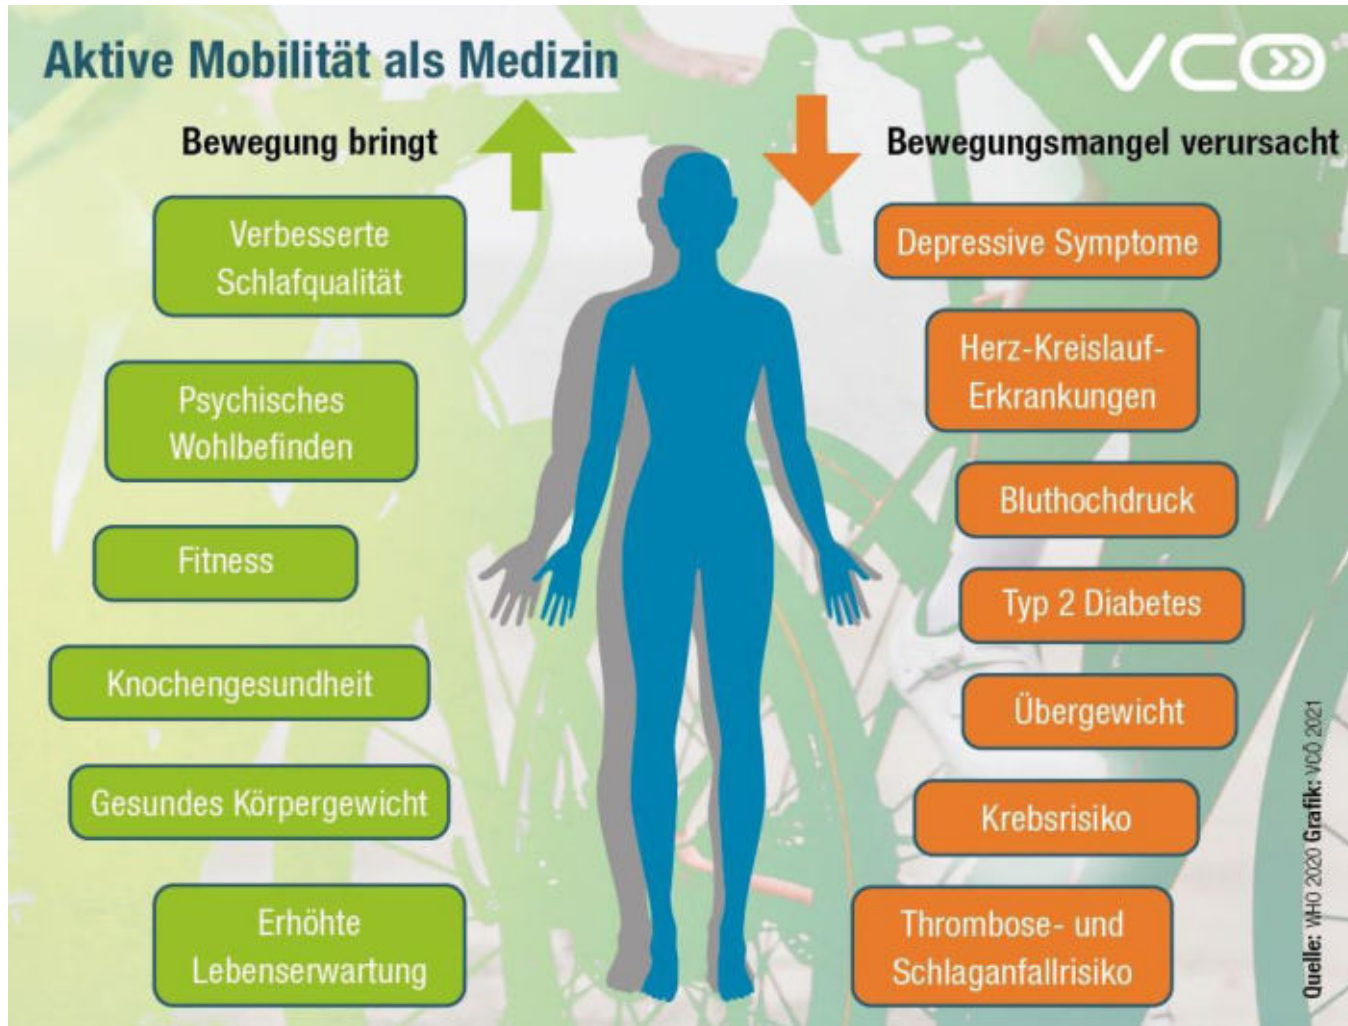 Aktive Mobilität als Medizin
VCÖ
Bewegung bringt
Verbesserte
Schlafqualität
Psychisches
Wohlbefinden
Fitness
Knochengesundheit
Gesundes Körpergewicht
Erhöhte
Lebenserwartung
Bewegungsmangel verursacht
Depressive Symptome
Herz-Kreislauf-
Erkrankungen
Bluthochdruck
Typ 2 Diabetes
Übergewicht
Krebsrisiko
Thrombose- und
Schlaganfallrisiko
Quelle: WHO 2020 Grafik: VCÖ 2021